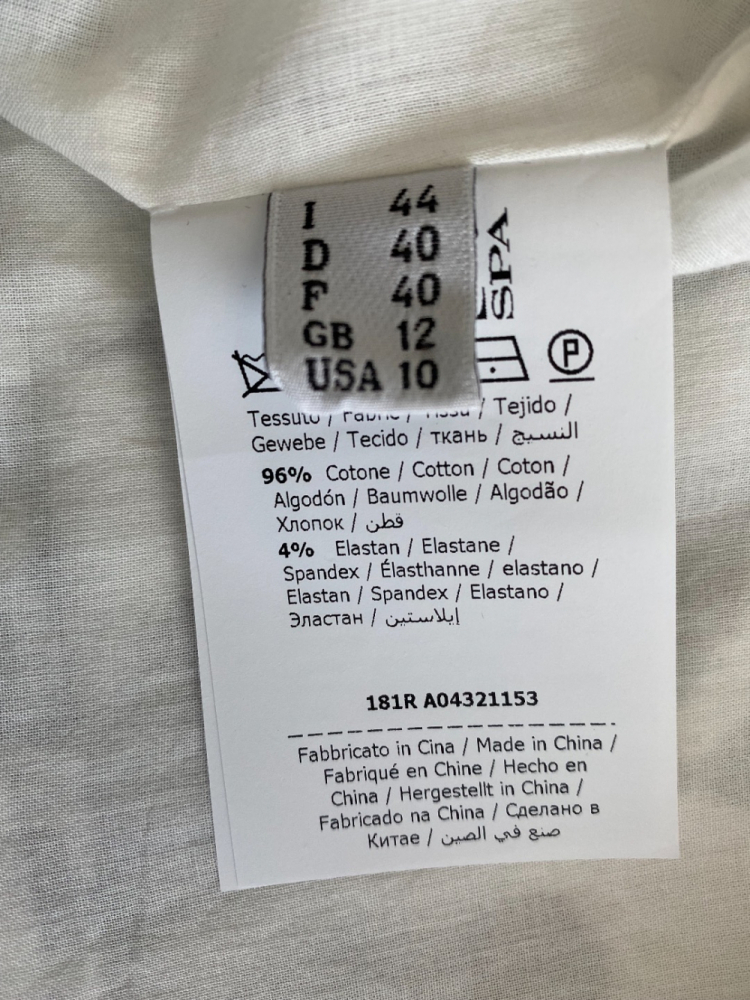 I 44
D 40
F 40
GB 12
USA 10
SPA
P
Tessuto / Fabric / Tissu / Tejido /
Gewebe / Tecido / ткань / النسيج
96% Cotone / Cotton / Coton /
Algodón / Baumwolle / Algodão /
Хлопок / قطن
4% Elastan / Elastane /
Spandex / Élasthanne / elastano /
Elastan / Spandex / Elastano /
Эластан / إيلاستين
181R A04321153
Fabbricato in Cina / Made in China /
Fabriqué en Chine / Hecho en
China / Hergestellt in China /
Fabricado na China / Сделано в
Китае / صنع في الصين